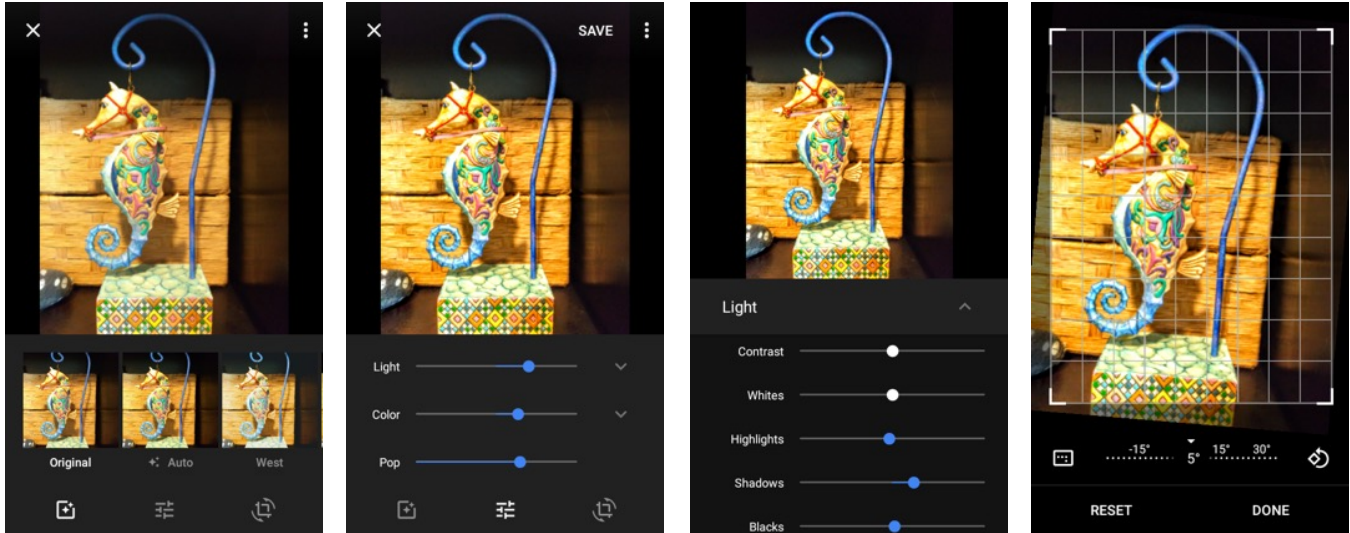 Original
Auto
West
SAVE
Light
Color
Pop
Light
Contrast
Whites
Highlights
Shadows
Blacks
-15° 5° 15° 30°
RESET DONE